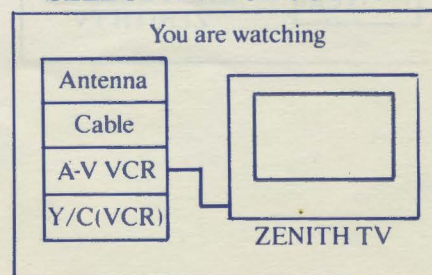 You are watching
Antenna
Cable
A-V VCR
Y/C(VCR)
ZENITH TV